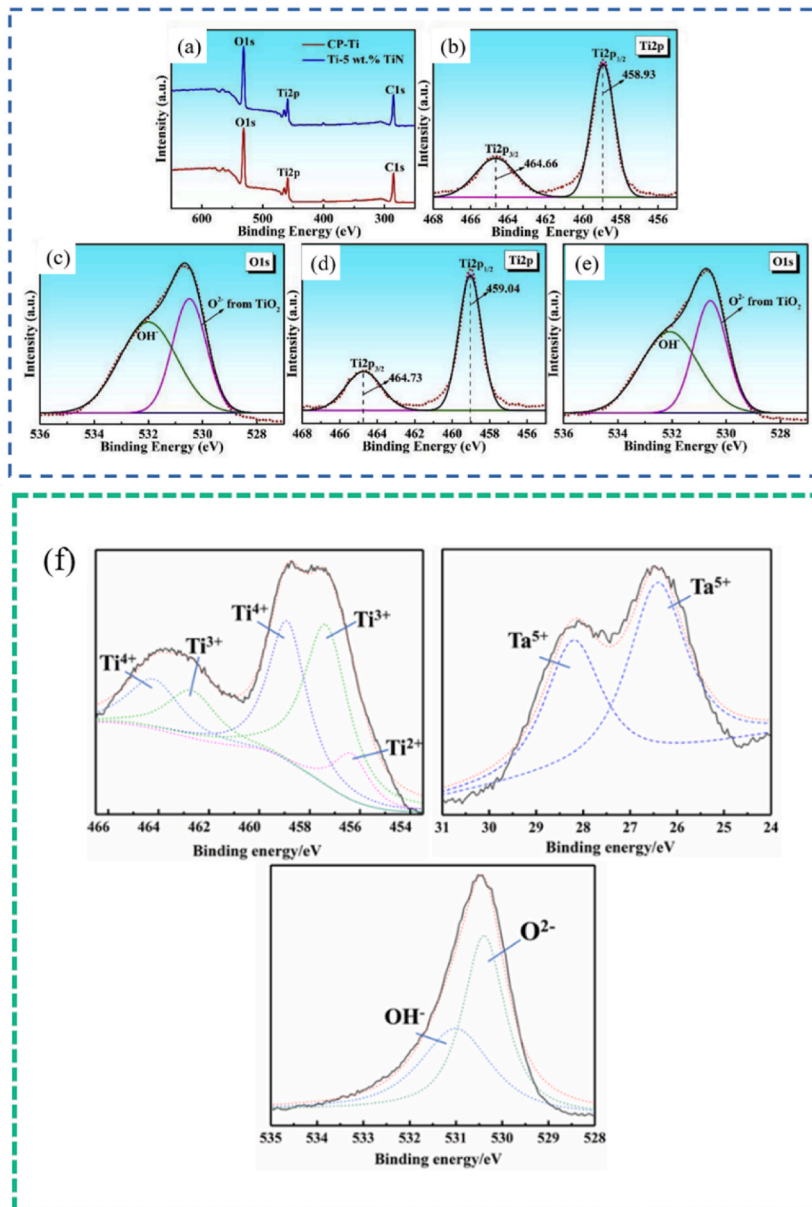 (a)
O1s
CP-Ti
Ti-5 wt.% TiN
Ti2p
C1s
O1s
Ti2p
C1s
Intensity (a.u.)
600 500 400 300
Binding Energy (eV)
(b)
Ti2p
Ti2p1/2
458.93
Ti2p3/2
464.66
Intensity (a.u.)
468 466 464 462 460 458 456
Binding Energy (eV)
(c)
O1s
O2- from TiO2
OH-
Intensity (a.u.)
536 534 532 530 528
Binding Energy (eV)
(d)
Ti2p
Ti2p1/2
459.04
Ti2p3/2
464.73
Intensity (a.u.)
468 466 464 462 460 458 456
Binding Energy (eV)
(e)
O1s
O2- from TiO2
OH-
Intensity (a.u.)
536 534 532 530 528
Binding Energy (eV)
(f)
Ti4+
Ti3+
Ti4+
Ti3+
Ti2+
466 464 462 460 458 456 454
Binding energy/eV
Ta5+
Ta5+
31 30 29 28 27 26 25 24
Binding energy/eV
O2-
OH-
535 534 533 532 531 530 529 528
Binding energy/eV